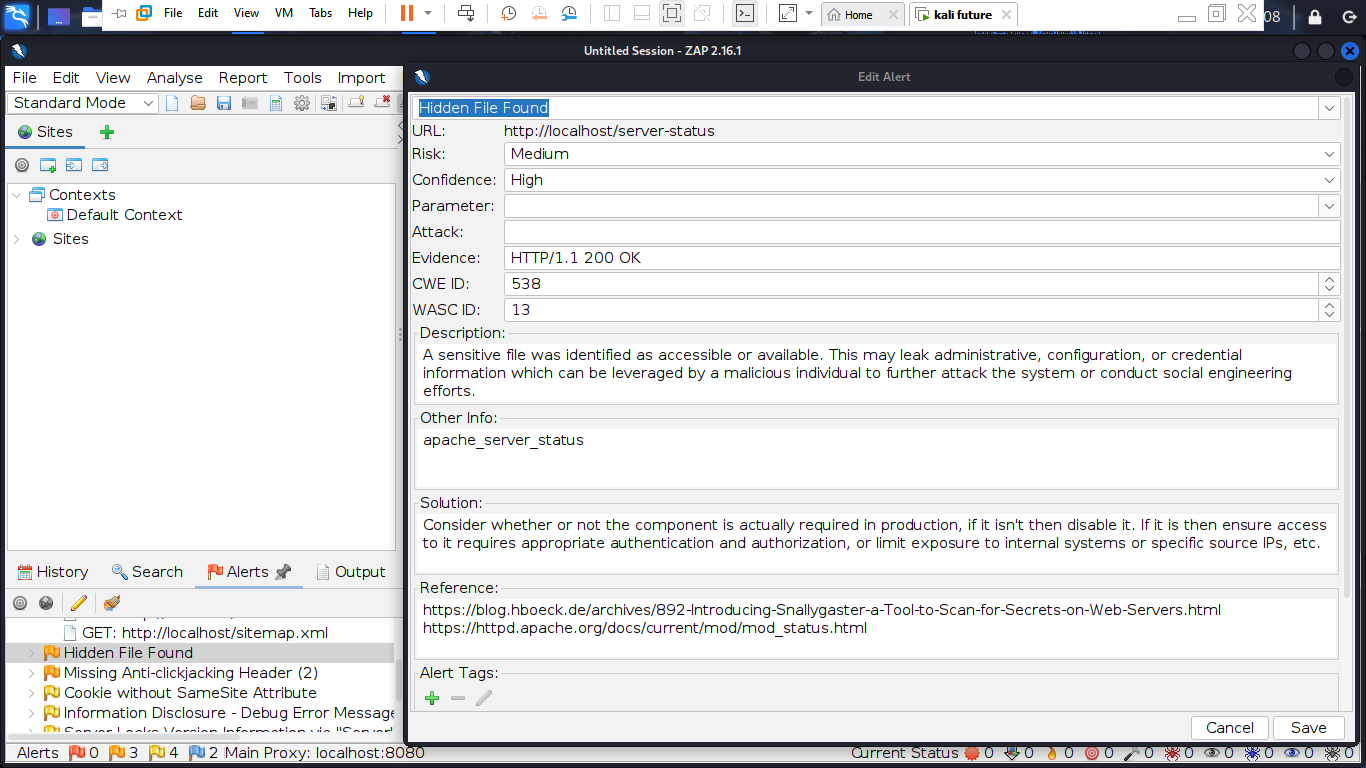 File Edit View VM Tabs Help
Home
kali future
08
Untitled Session - ZAP 2.16.1
File Edit View Analyse Report Tools Import
Standard Mode
Sites
Contexts
Default Context
Sites
Edit Alert
Hidden File Found
URL: http://localhost/server-status
Risk: Medium
Confidence: High
Parameter:
Attack:
Evidence: HTTP/1.1 200 OK
CWE ID: 538
WASC ID: 13
Description:
A sensitive file was identified as accessible or available. This may leak administrative, configuration, or credential
information which can be leveraged by a malicious individual to further attack the system or conduct social engineering
efforts.
Other Info:
apache_server_status
Solution:
Consider whether or not the component is actually required in production, if it isn't then disable it. If it is then ensure access
to it requires appropriate authentication and authorization, or limit exposure to internal systems or specific source IPs, etc.
Reference:
https://blog.hboeck.de/archives/892-Introducing-Snallygaster-a-Tool-to-Scan-for-Secrets-on-Web-Servers.html
https://httpd.apache.org/docs/current/mod/mod_status.html
Alert Tags:
Cancel Save
History Search Alerts Output
GET: http://localhost/sitemap.xml
Hidden File Found
Missing Anti-clickjacking Header (2)
Cookie without SameSite Attribute
Information Disclosure - Debug Error Message
Server Leaks Version Information via "Server"
Alerts 0 3 4 2 Main Proxy: localhost:8080
Current Status 0 0 0 0 0 0 0 0 0 0